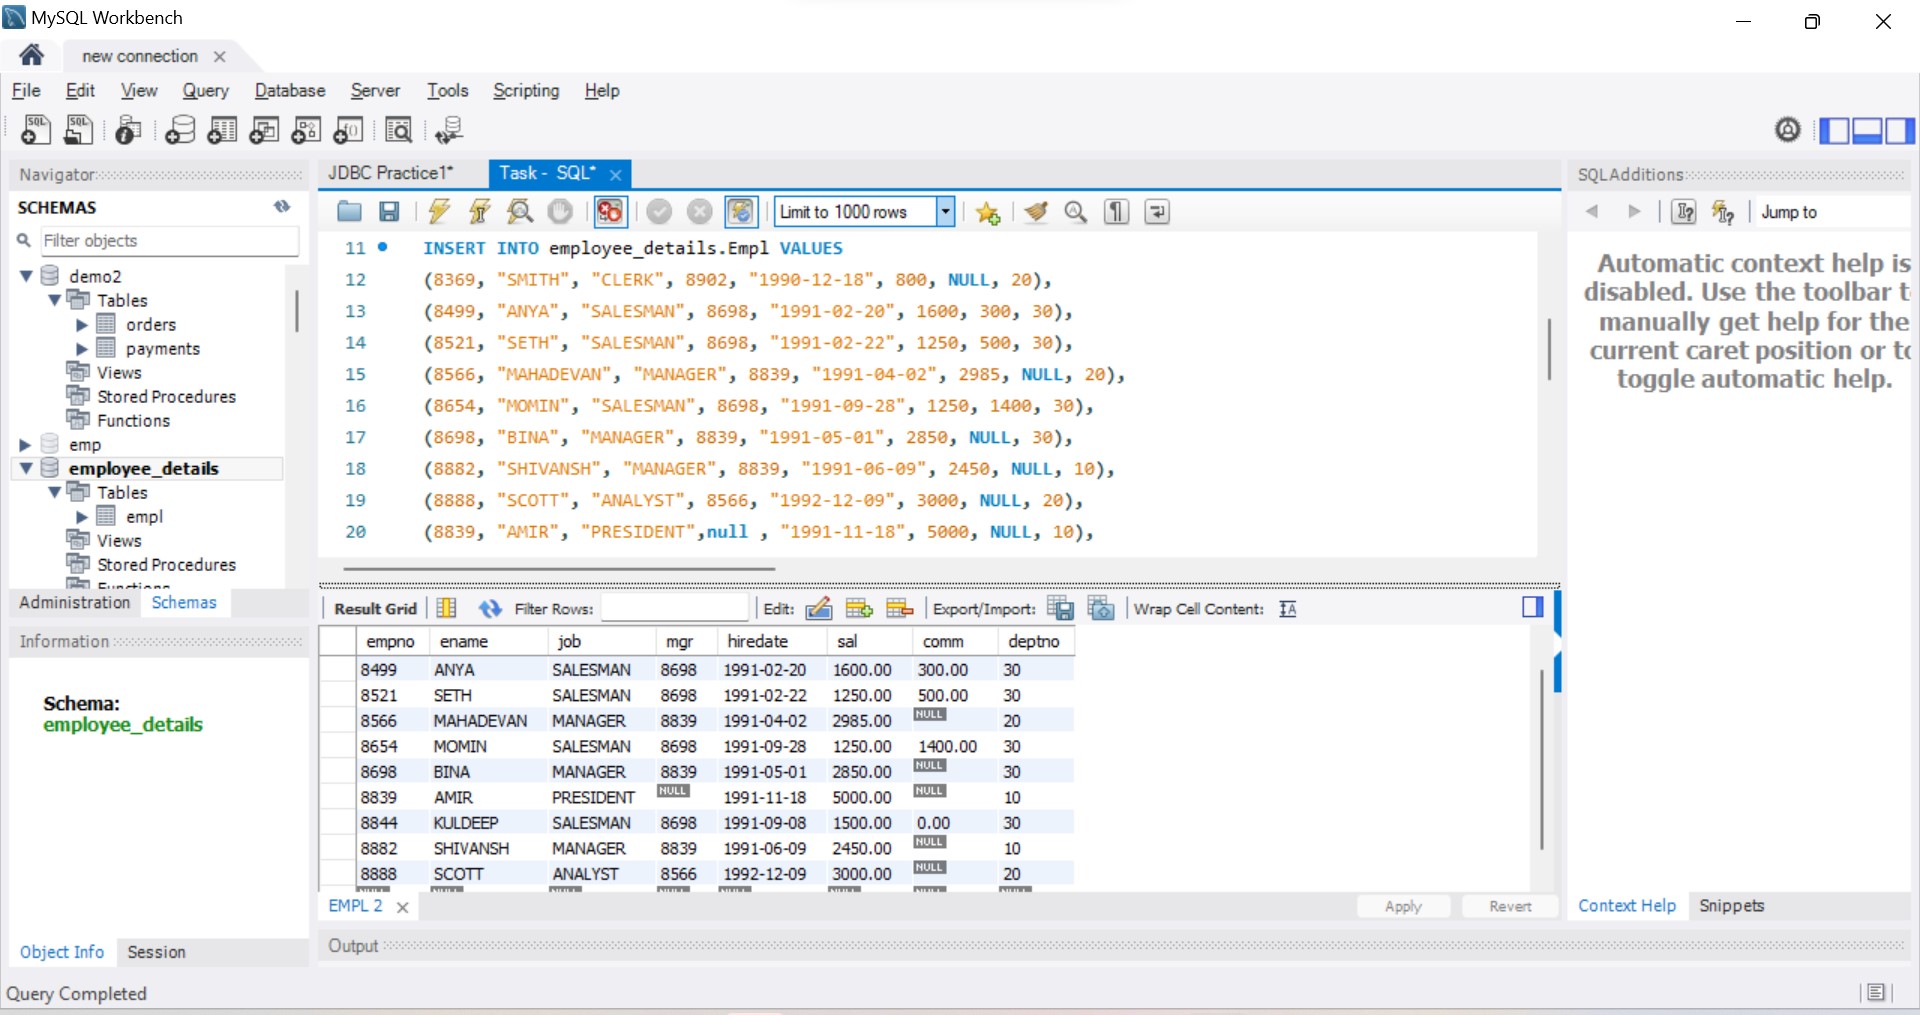 MySQL Workbench
new connection
File Edit View Query Database Server Tools Scripting Help
Navigator
SCHEMAS
Filter objects
demo2
Tables
orders
payments
Views
Stored Procedures
Functions
emp
employee_details
Tables
empl
Views
Stored Procedures
Functions
Administration Schemas
Information
Schema:
employee_details
Object Info Session
Query Completed
JDBC Practice1* Task - SQL*
Limit to 1000 rows
11 INSERT INTO employee_details.Empl VALUES
12 (8369, "SMITH", "CLERK", 8902, "1990-12-18", 800, NULL, 20),
13 (8499, "ANYA", "SALESMAN", 8698, "1991-02-20", 1600, 300, 30),
14 (8521, "SETH", "SALESMAN", 8698, "1991-02-22", 1250, 500, 30),
15 (8566, "MAHADEVAN", "MANAGER", 8839, "1991-04-02", 2985, NULL, 20),
16 (8654, "MOMIN", "SALESMAN", 8698, "1991-09-28", 1250, 1400, 30),
17 (8698, "BINA", "MANAGER", 8839, "1991-05-01", 2850, NULL, 30),
18 (8882, "SHIVANSH", "MANAGER", 8839, "1991-06-09", 2450, NULL, 10),
19 (8888, "SCOTT", "ANALYST", 8566, "1992-12-09", 3000, NULL, 20),
20 (8839, "AMIR", "PRESIDENT",null , "1991-11-18", 5000, NULL, 10),
Result Grid Filter Rows: Edit: Export/Import: Wrap Cell Content:
empno ename job mgr hiredate sal comm deptno
8499 ANYA SALESMAN 8698 1991-02-20 1600.00 300.00 30
8521 SETH SALESMAN 8698 1991-02-22 1250.00 500.00 30
8566 MAHADEVAN MANAGER 8839 1991-04-02 2985.00 NULL 20
8654 MOMIN SALESMAN 8698 1991-09-28 1250.00 1400.00 30
8698 BINA MANAGER 8839 1991-05-01 2850.00 NULL 30
8839 AMIR PRESIDENT NULL 1991-11-18 5000.00 NULL 10
8844 KULDEEP SALESMAN 8698 1991-09-08 1500.00 0.00 30
8882 SHIVANSH MANAGER 8839 1991-06-09 2450.00 NULL 10
8888 SCOTT ANALYST 8566 1992-12-09 3000.00 NULL 20
NULL NULL NULL NULL NULL NULL NULL NULL
EMPL 2 Apply Revert
Output
SQLAdditions
Jump to
Automatic context help is
disabled. Use the toolbar t
manually get help for the
current caret position or to
toggle automatic help.
Context Help Snippets